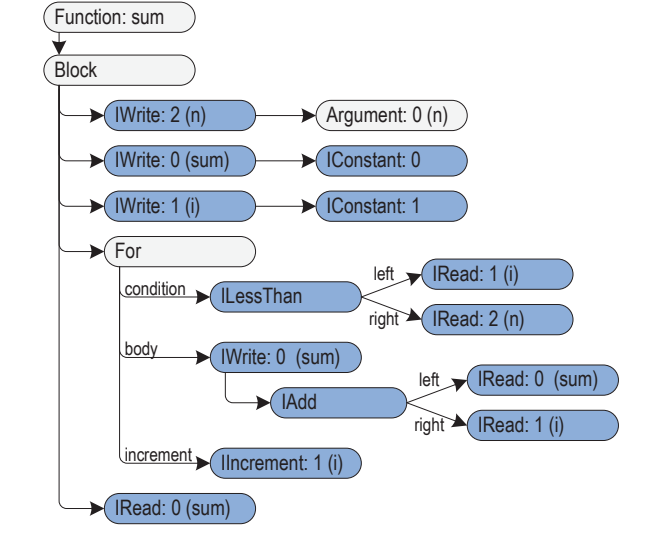 Function: sum
Block
IWrite: 2 (n)
Argument: 0 (n)
IWrite: 0 (sum)
IConstant: 0
IWrite: 1 (i)
IConstant: 1
For
condition
ILessThan
left
IRead: 1 (i)
right
IRead: 2 (n)
body
IWrite: 0 (sum)
IAdd
left
IRead: 0 (sum)
right
IRead: 1 (i)
increment
IIncrement: 1 (i)
IRead: 0 (sum)